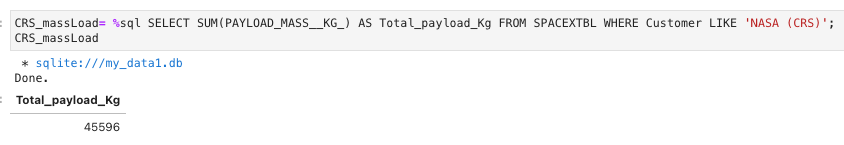 CRS_massLoad= %sql SELECT SUM(PAYLOAD_MASS__KG_) AS Total_payload_Kg FROM SPACEXTBL WHERE Customer LIKE 'NASA (CRS)';
CRS_massLoad
* sqlite:///my_data1.db
Done.
Total_payload_Kg
45596